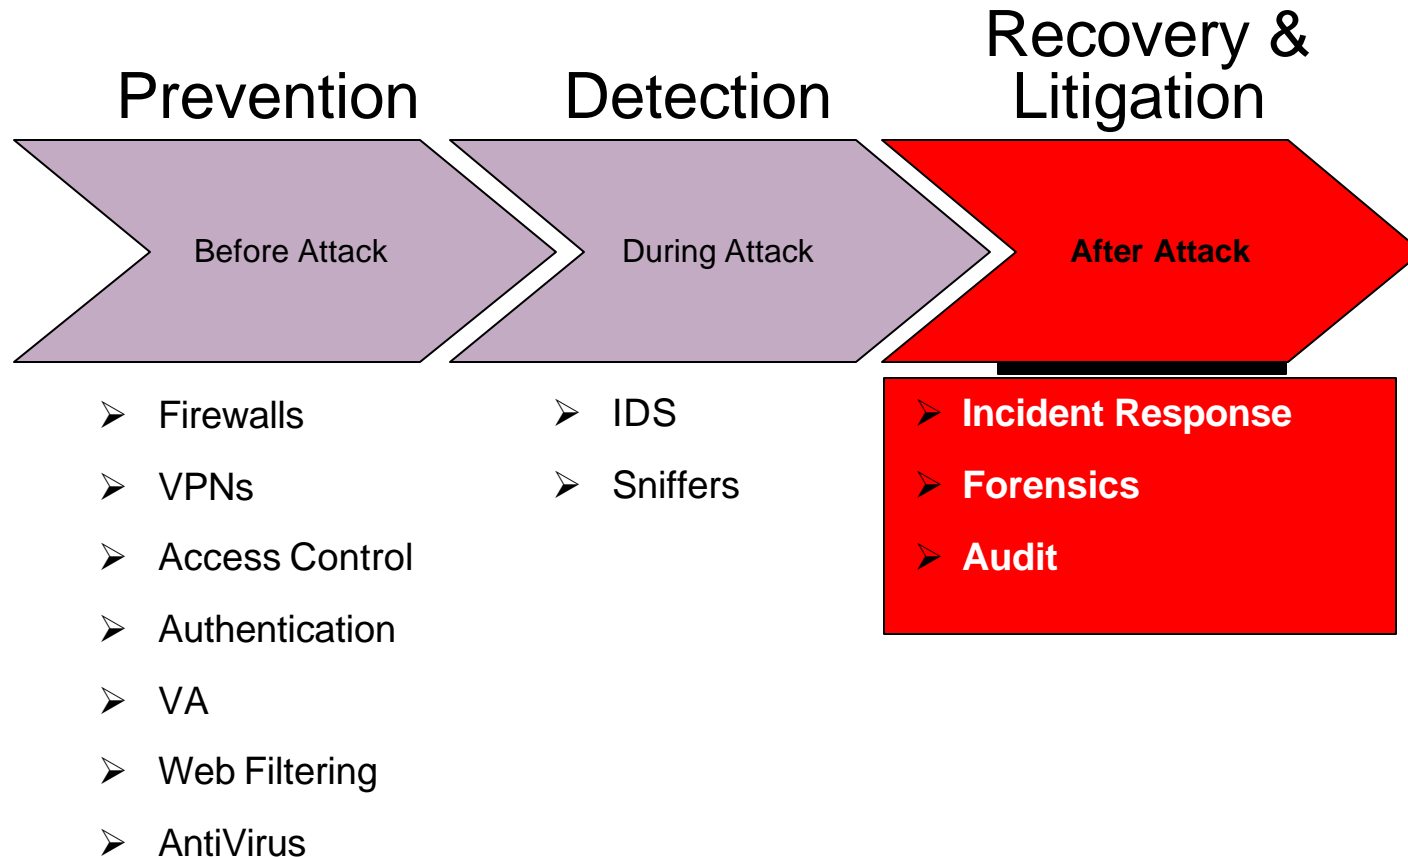 Prevention
Detection
Recovery &
Litigation
Before Attack
During Attack
After Attack
Firewalls
VPNs
Access Control
Authentication
VA
Web Filtering
AntiVirus
IDS
Sniffers
Incident Response
Forensics
Audit